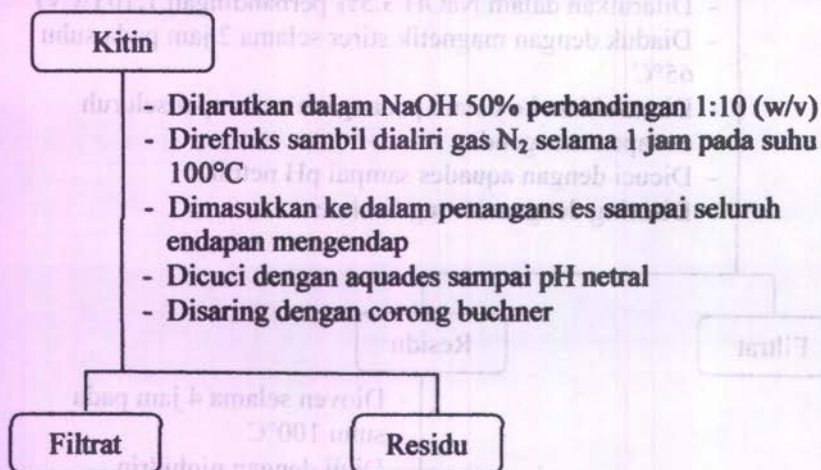 Kitin
- Dilarutkan dalam NaOH 50% perbandingan 1:10 (w/v)
- Direfluks sambil dialiri gas N₂ selama 1 jam pada suhu
100°C
- Dimasukkan ke dalam penangans es sampai seluruh
endapan mengendap
- Dicuci dengan aquades sampai pH netral
- Disaring dengan corong buchner
Filtrat
Residu